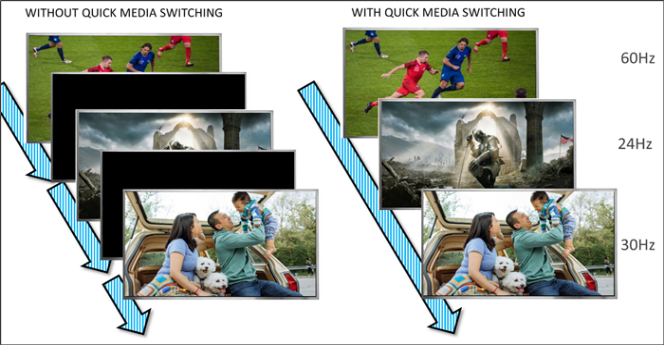 WITHOUT QUICK MEDIA SWITCHING
WITH QUICK MEDIA SWITCHING
60Hz
24Hz
30Hz